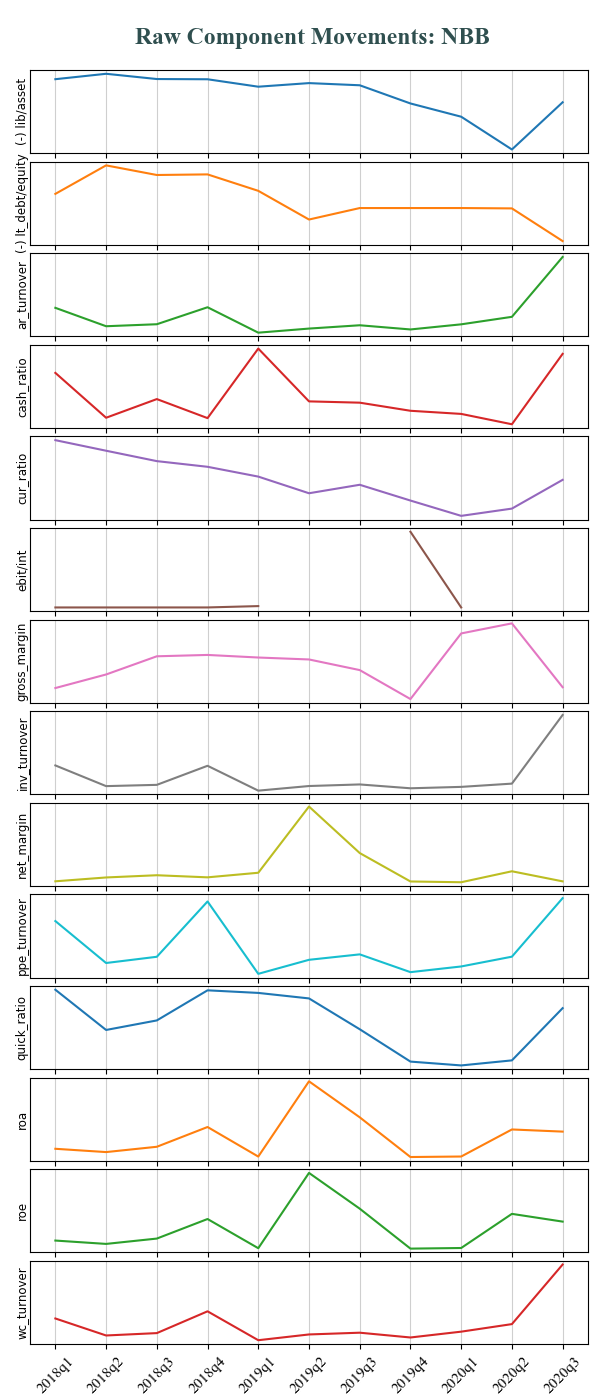 Raw Component Movements: NBB
(-) lib/asset
(-) lt_debt/equity
ar_turnover
cash_ratio
cur_ratio
ebit/int
gross_margin
inv_turnover
net_margin
ppe_turnover
quick_ratio
roa
roe
wc_turnover
2018q1 2018q2 2018q3 2018q4 2019q1 2019q2 2019q3 2019q4 2020q1 2020q2 2020q3